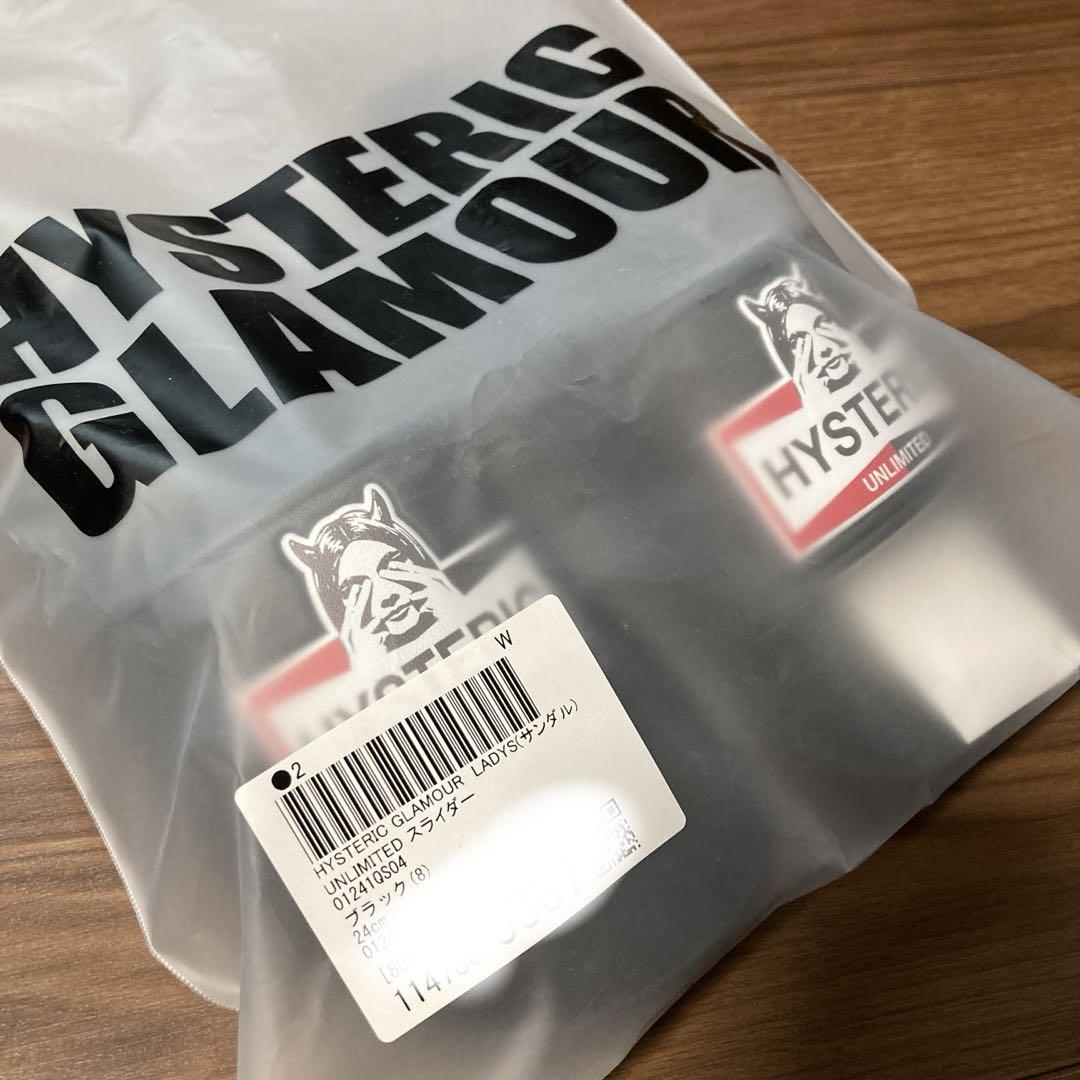 HYSTERIC
GLAMOUR
HYSTERIC
UNLIMITED
HYSTERIC
W
2
HYSTERIC GLAMOUR LADYS(サンダル)
UNLIMITED スライダー
01241QS04
ブラック(8)
24cm